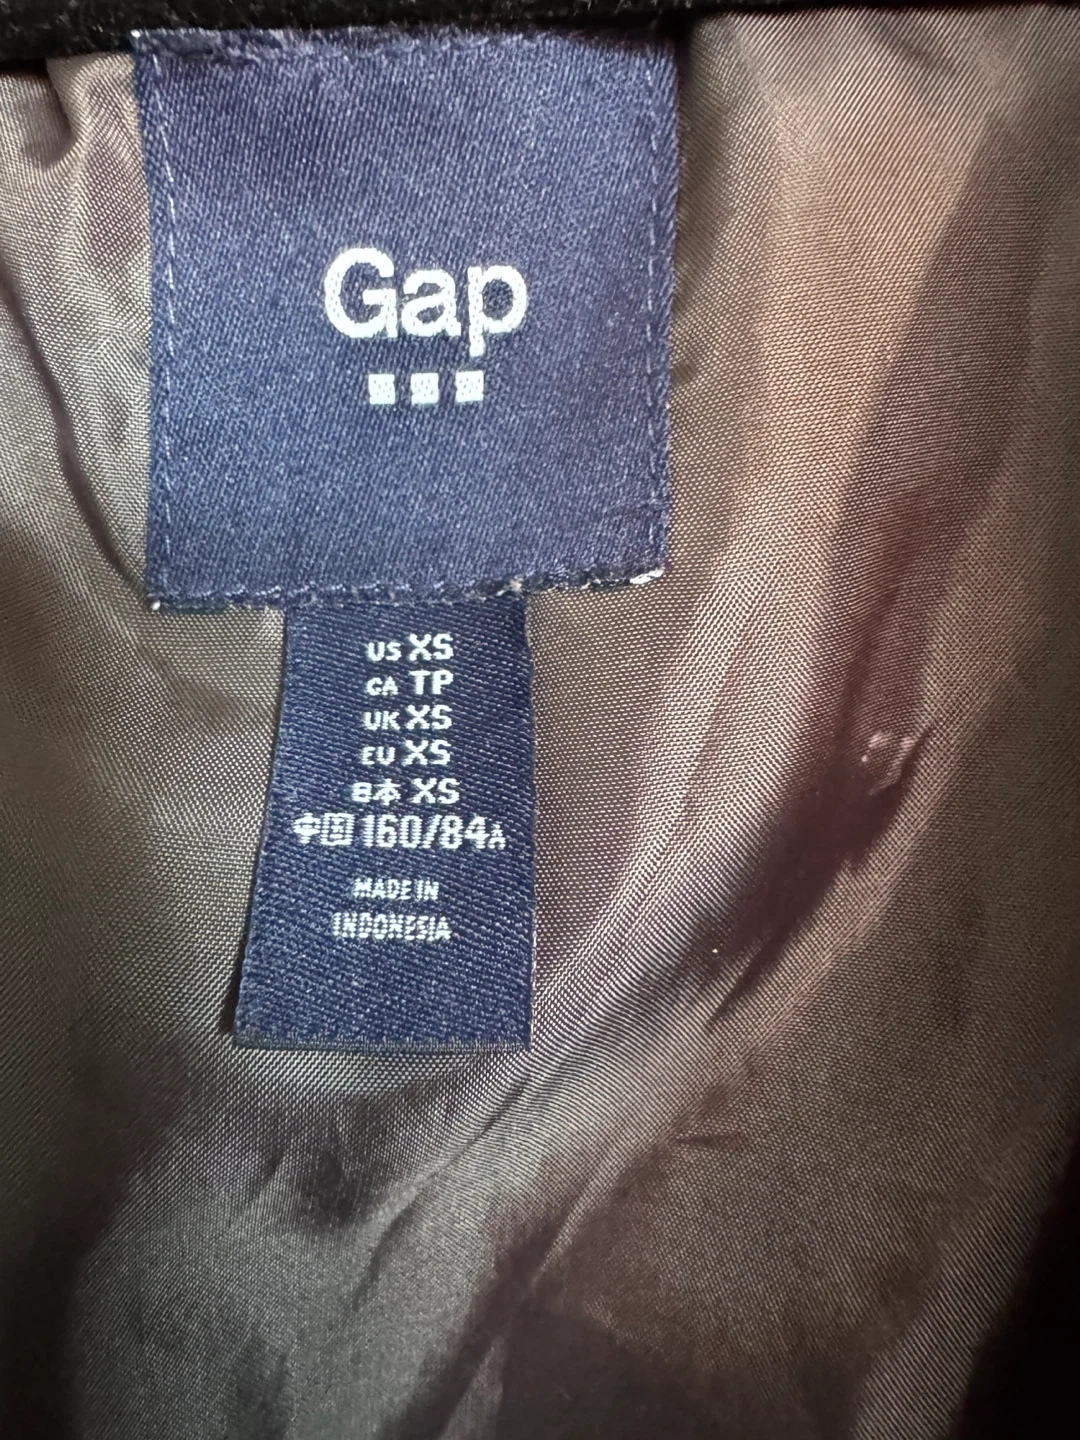 Gap
US XS
CA TP
UK XS
EU XS
日本 XS
中国 160/84A
MADE IN
INDONESIA